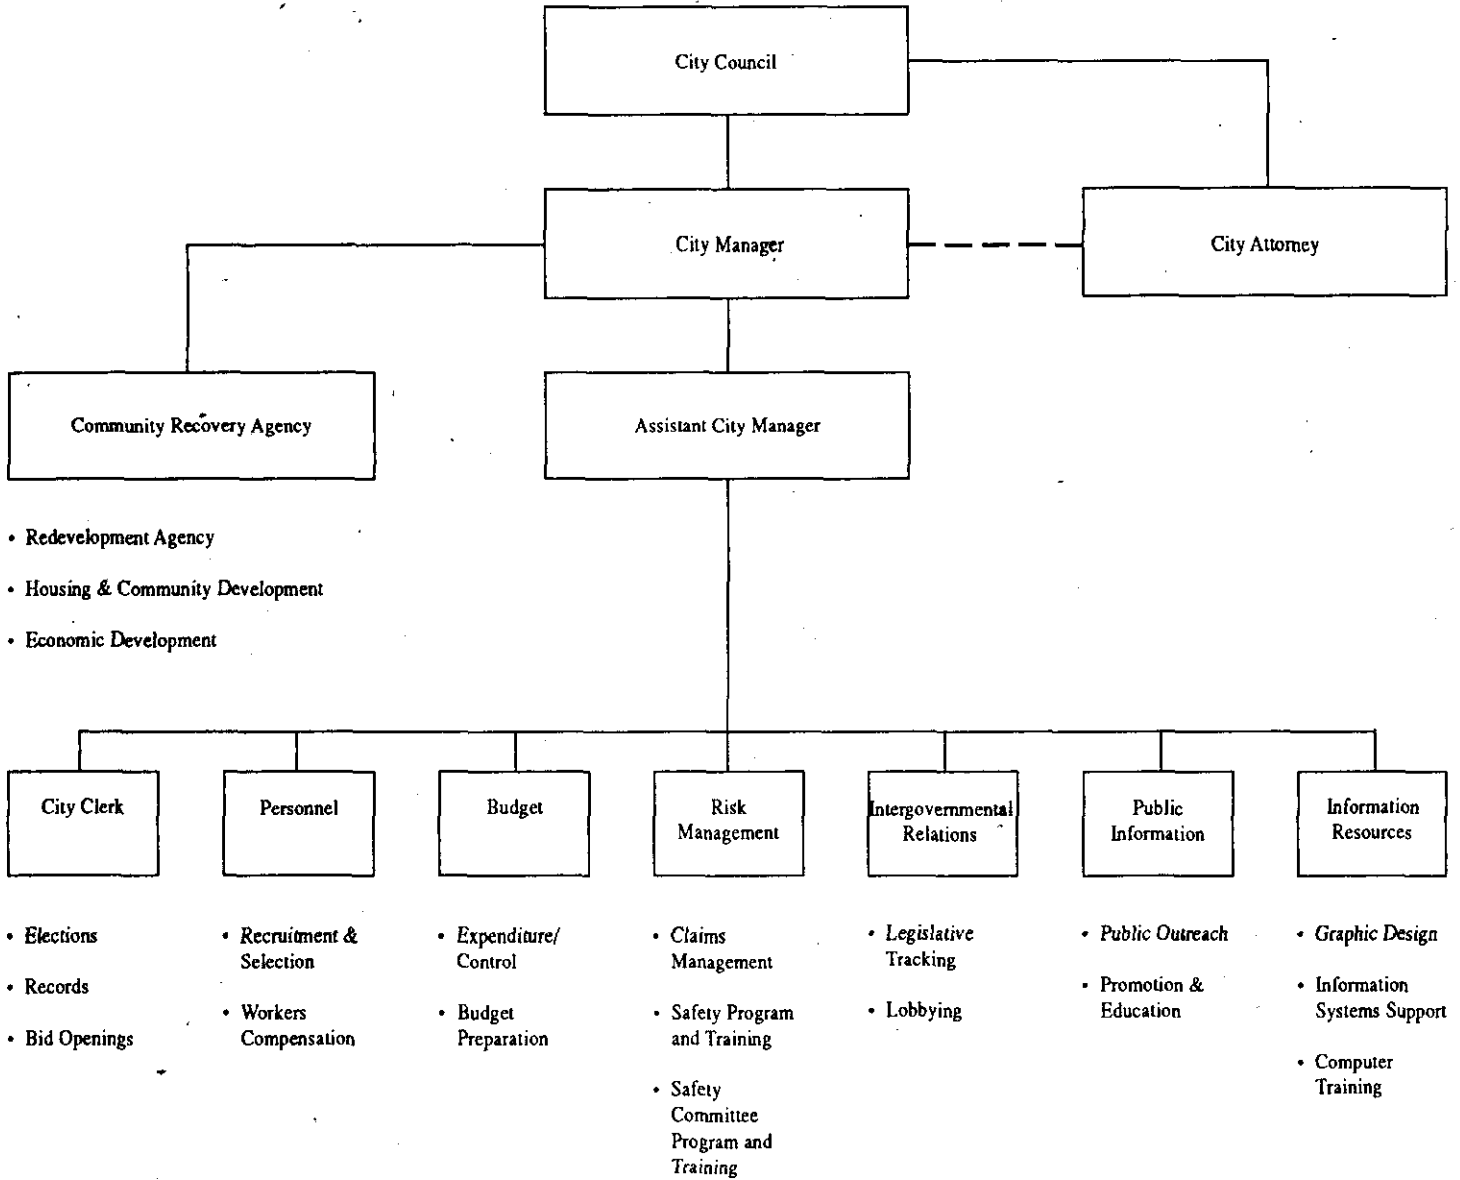 City Council
City Manager
City Attorney
Community Recovery Agency
Assistant City Manager
• Redevelopment Agency
• Housing & Community Development
• Economic Development
City Clerk
Personnel
Budget
Risk
Management
Intergovernmental
Relations
Public
Information
Information
Resources
• Elections
• Records
• Bid Openings
• Recruitment &
Selection
• Workers
Compensation
• Expenditure/
Control
• Budget
Preparation
• Claims
Management
• Safety Program
and Training
• Safety
Committee
Program and
Training
• Legislative
Tracking
• Lobbying
• Public Outreach
• Promotion &
Education
• Graphic Design
• Information
Systems Support
• Computer
Training